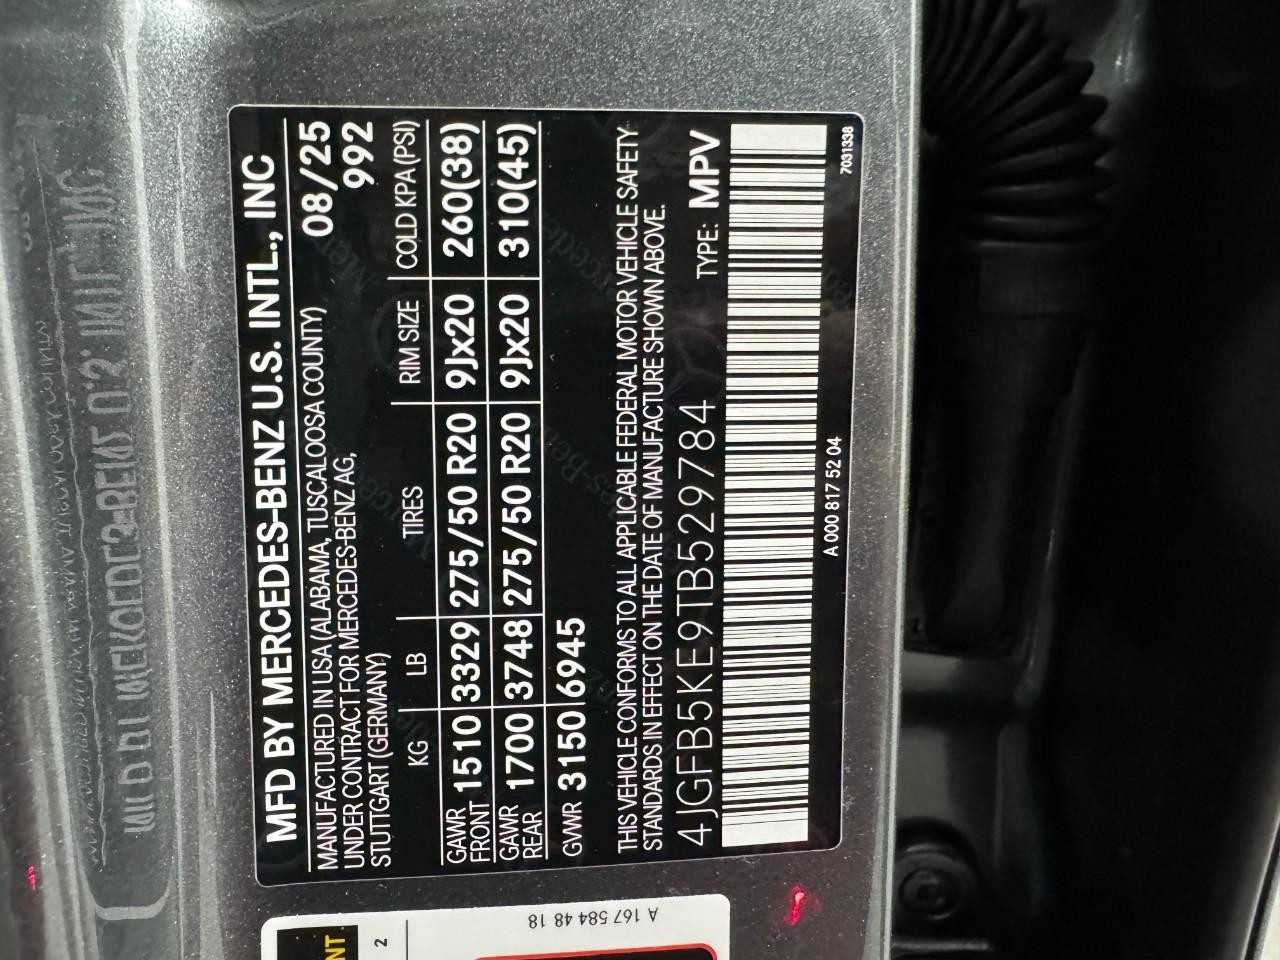 MFD BY MERCEDES-BENZ U.S. INTL., INC
MANUFACTURED IN USA (ALABAMA, TUSCALOOSA COUNTY) 08/25
UNDER CONTRACT FOR MERCEDES-BENZ AG, 992
STUTTGART (GERMANY)
KG LB TIRES RIM SIZE COLD KPA (PSI)
GAWR FRONT 1510 3329 275/50 R20 9Jx20 260(38)
GAWR REAR 1700 3748 275/50 R20 9Jx20 310(45)
GVWR 3150 6945
THIS VEHICLE CONFORMS TO ALL APPLICABLE FEDERAL MOTOR VEHICLE SAFETY
STANDARDS IN EFFECT ON THE DATE OF MANUFACTURE SHOWN ABOVE.
4JGFB5KE9TB529784 TYPE: MPV
A 000 817 52 04 7031338
A 167 584 48 18
2